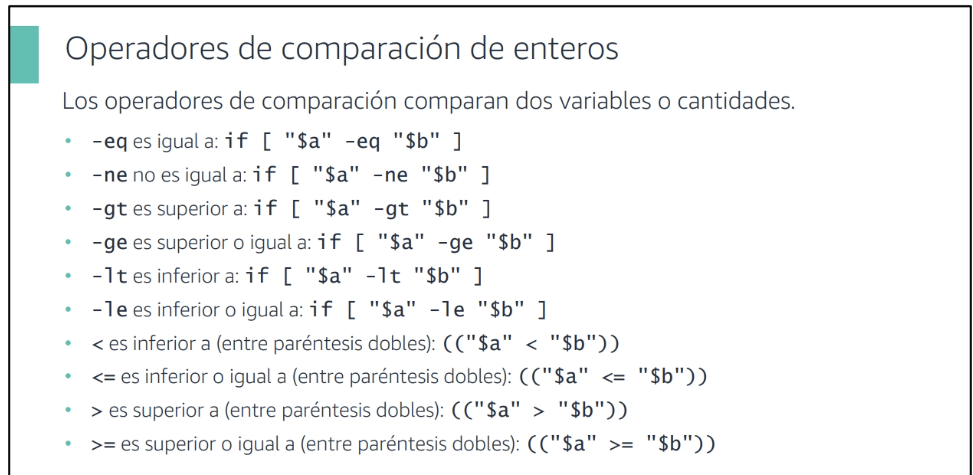 Operadores de comparación de enteros
Los operadores de comparación comparan dos variables o cantidades.
• -eq es igual a: if [ "$a" -eq "$b" ]
• -ne no es igual a: if [ "$a" -ne "$b" ]
• -gt es superior a: if [ "$a" -gt "$b" ]
• -ge es superior o igual a: if [ "$a" -ge "$b" ]
• -lt es inferior a: if [ "$a" -lt "$b" ]
• -le es inferior o igual a: if [ "$a" -le "$b" ]
• < es inferior a (entre paréntesis dobles): (("$a" < "$b"))
• <= es inferior o igual a (entre paréntesis dobles): (("$a" <= "$b"))
• > es superior a (entre paréntesis dobles): (("$a" > "$b"))
• >= es superior o igual a (entre paréntesis dobles): (("$a" >= "$b"))